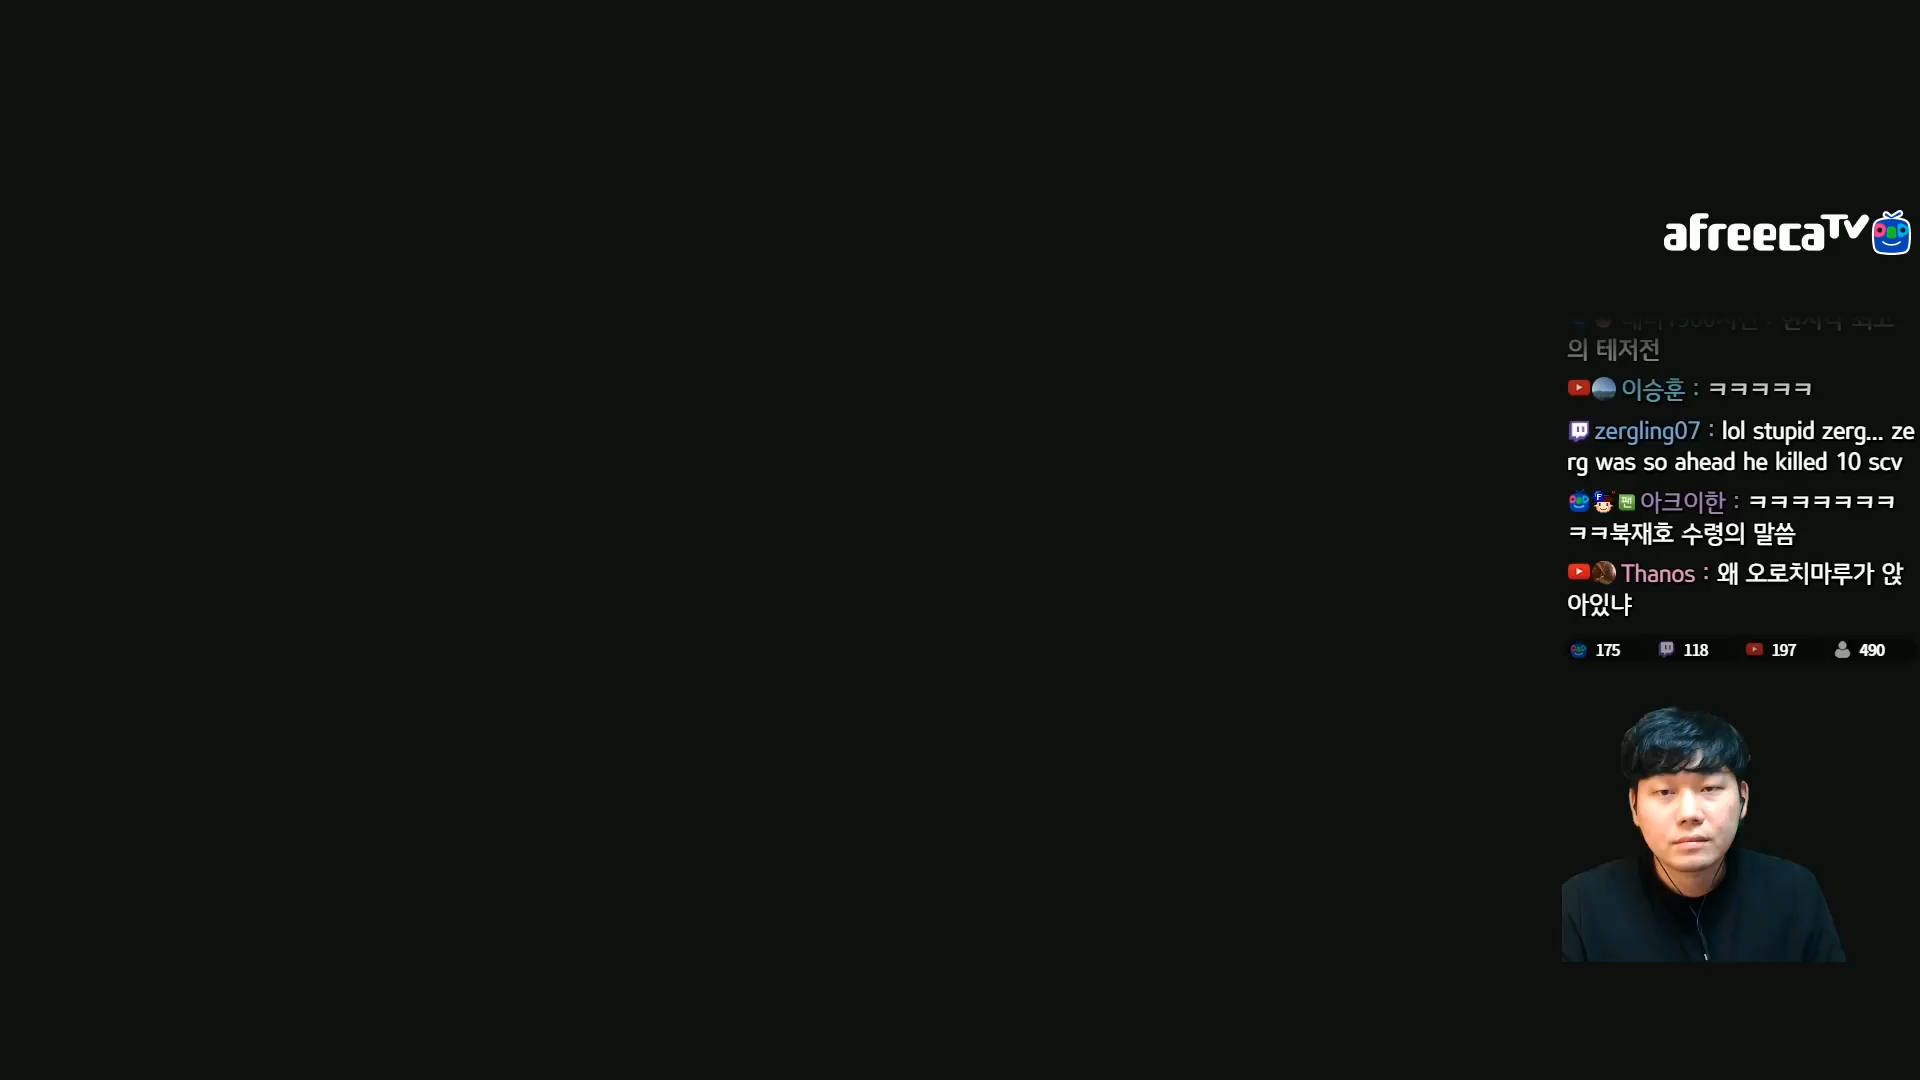 afreecaTV
의 테저전
이승훈 : ㅋㅋㅋㅋㅋ
zergling07 : lol stupid zerg... ze
rg was so ahead he killed 10 scv
팬 아크이한 : ㅋㅋㅋㅋㅋㅋㅋ
ㅋㅋ북재호 수령의 말씀
Thanos : 왜 오로치마루가 앉
아있냐
175 118 197 490